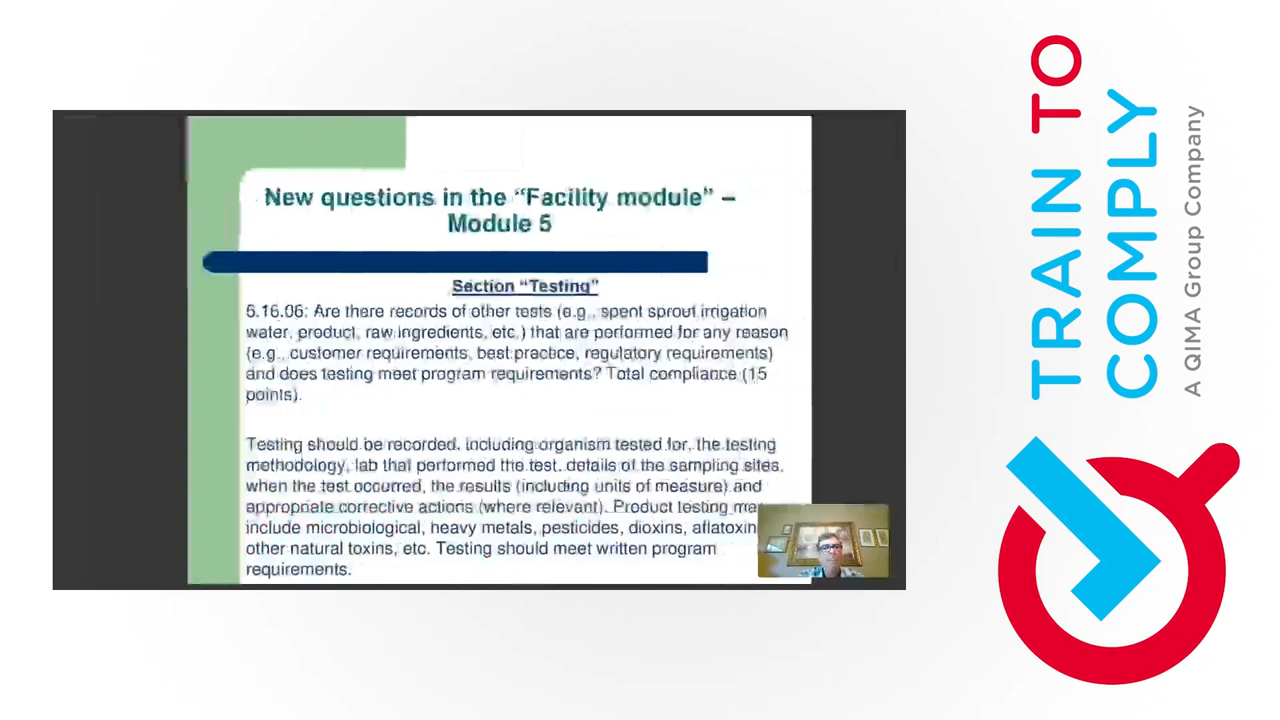 New questions in the “Facility module” –
Module 5
Section “Testing”
5.16.06: Are there records of other tests (e.g., spent sprout irrigation
water, product, raw ingredients, etc.) that are performed for any reason
(e.g., customer requirements, best practice, regulatory requirements)
and does testing meet program requirements? Total compliance (15
points).
Testing should be recorded, including organism tested for, the testing
methodology, lab that performed the test, details of the sampling sites,
when the test occurred, the results (including units of measure) and
appropriate corrective actions (where relevant). Product testing
include microbiological, heavy metals, pesticides, dioxins,
other natural toxins, etc. Testing should meet written program
requirements.
TRAIN TO
COMPLY
A QIMA Group Company